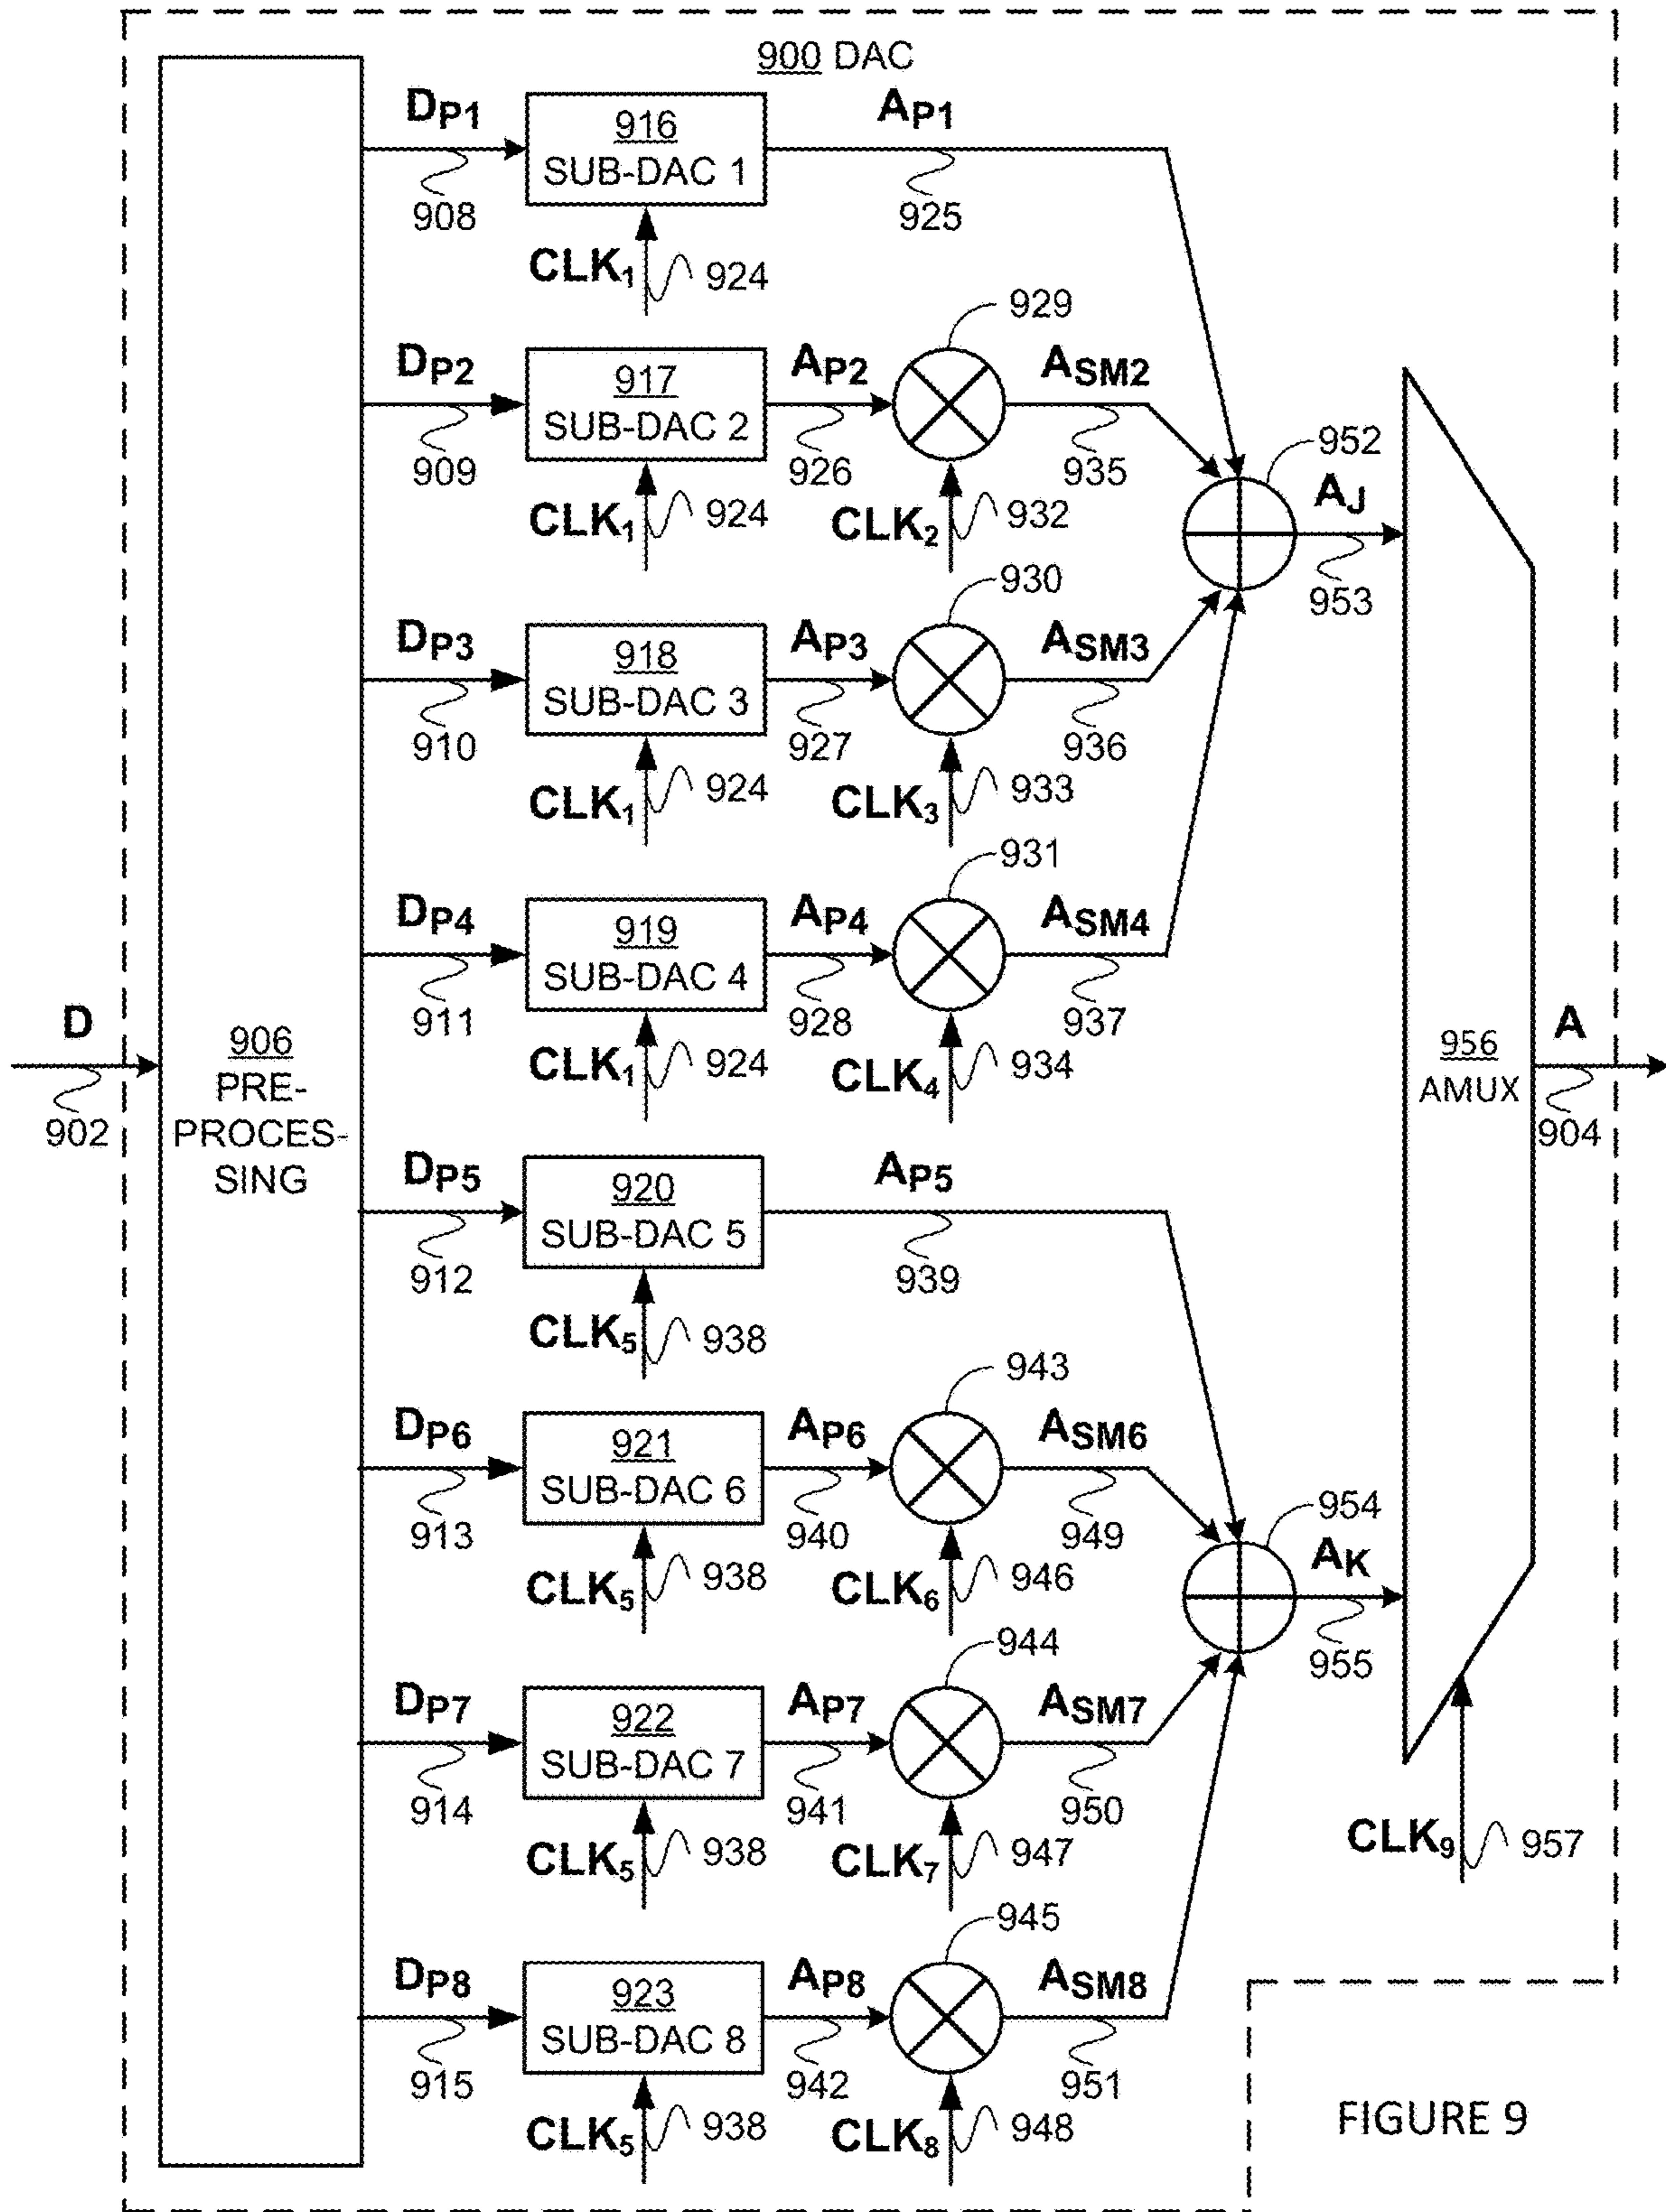 900 DAC
DP1
916
SUB-DAC 1
AP1
908
925
CLK1
924
929
DP2
917
SUB-DAC 2
AP2
ASM2
909
926
935
952
CLK1
924
CLK2
932
AJ
953
930
DP3
918
SUB-DAC 3
AP3
ASM3
910
927
936
CLK1
924
CLK3
933
931
DP4
919
SUB-DAC 4
AP4
ASM4
911
928
937
CLK1
924
CLK4
934
D
902
906
PRE-
PROCES-
SING
956
AMUX
A
904
DP5
920
SUB-DAC 5
AP5
912
939
CLK5
938
943
DP6
921
SUB-DAC 6
AP6
ASM6
913
940
949
954
CLK5
938
CLK6
946
AK
955
944
DP7
922
SUB-DAC 7
AP7
ASM7
914
941
950
CLK5
938
CLK7
947
CLK9
957
945
DP8
923
SUB-DAC 8
AP8
ASM8
915
942
951
CLK5
938
CLK8
948
FIGURE 9